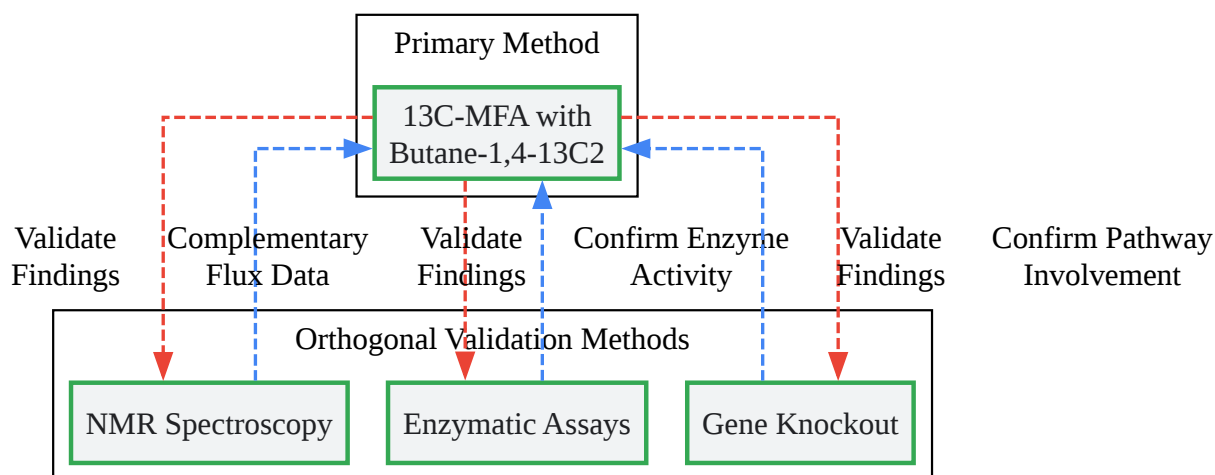 Primary Method
13C-MFA with
Butane-1,4-13C2
Validate
Findings
Complementary
Flux Data
Validate
Findings
Confirm Enzyme
Activity
Validate
Findings
Confirm Pathway
Involvement
Orthogonal Validation Methods
NMR Spectroscopy
Enzymatic Assays
Gene Knockout